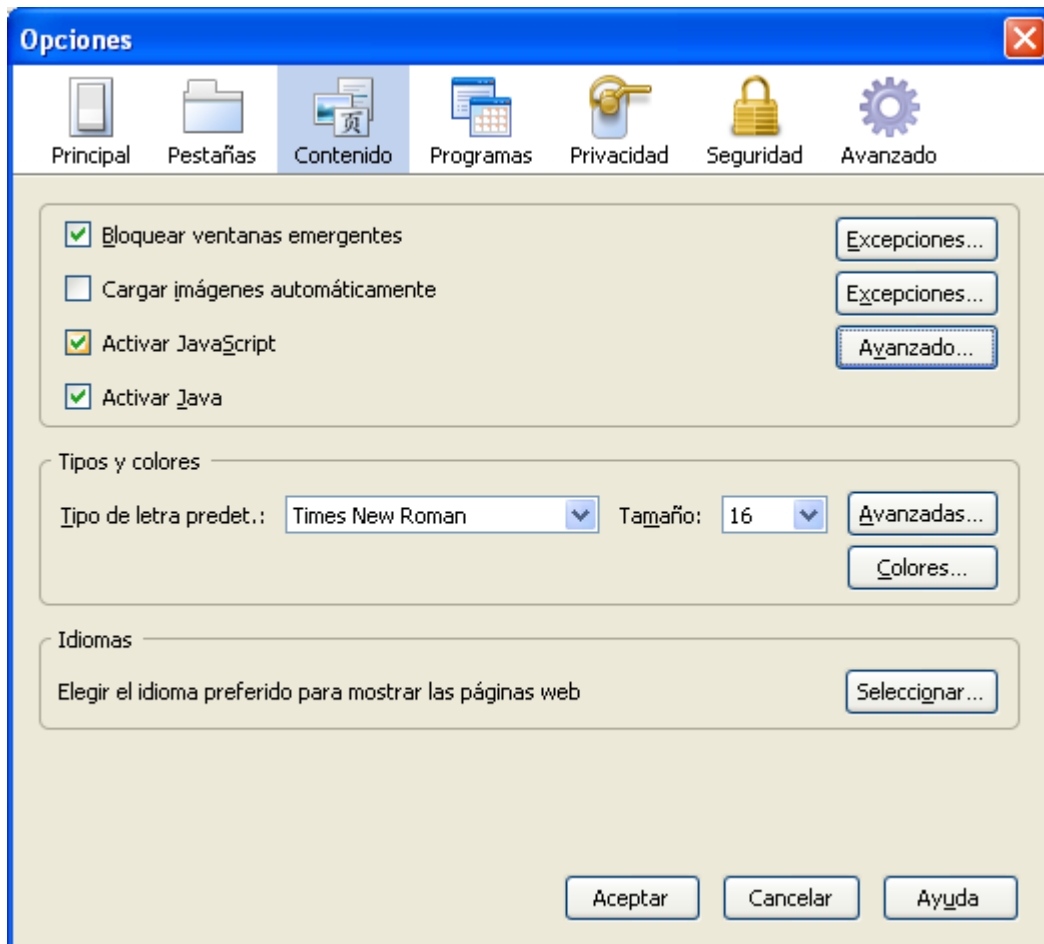 Opciones
Principal Pestañas Contenido Programas Privacidad Seguridad Avanzado
页
Bloquear ventanas emergentes Excepciones...
Cargar imágenes automáticamente Excepciones...
Activar JavaScript Avanzado...
Activar Java
Tipos y colores
Tipo de letra predet.: Times New Roman Tamaño: 16 Avanzadas...
Colores...
Idiomas
Elegir el idioma preferido para mostrar las páginas web Seleccionar...
Aceptar Cancelar Ayuda